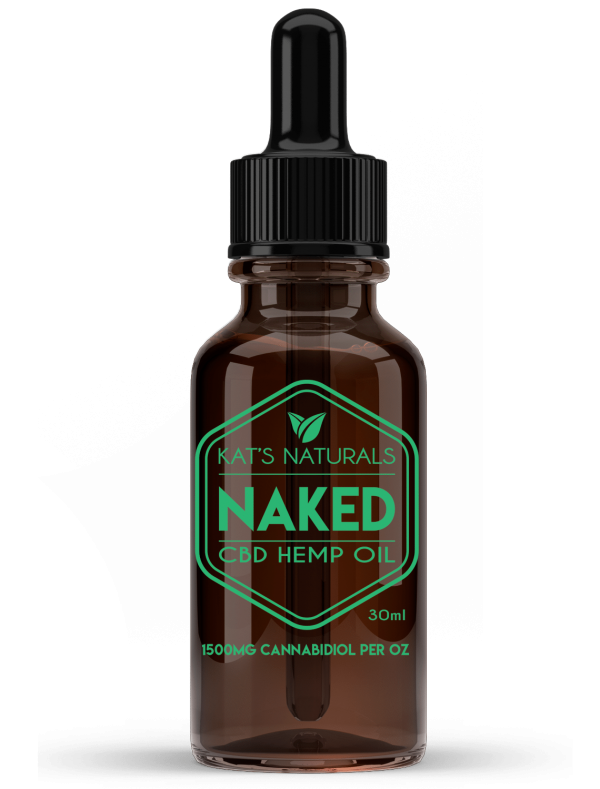 KAT'S NATURALS
NAKED
CBD HEMP OIL
30ml
1500MG CANNABIDIOL PER OZ